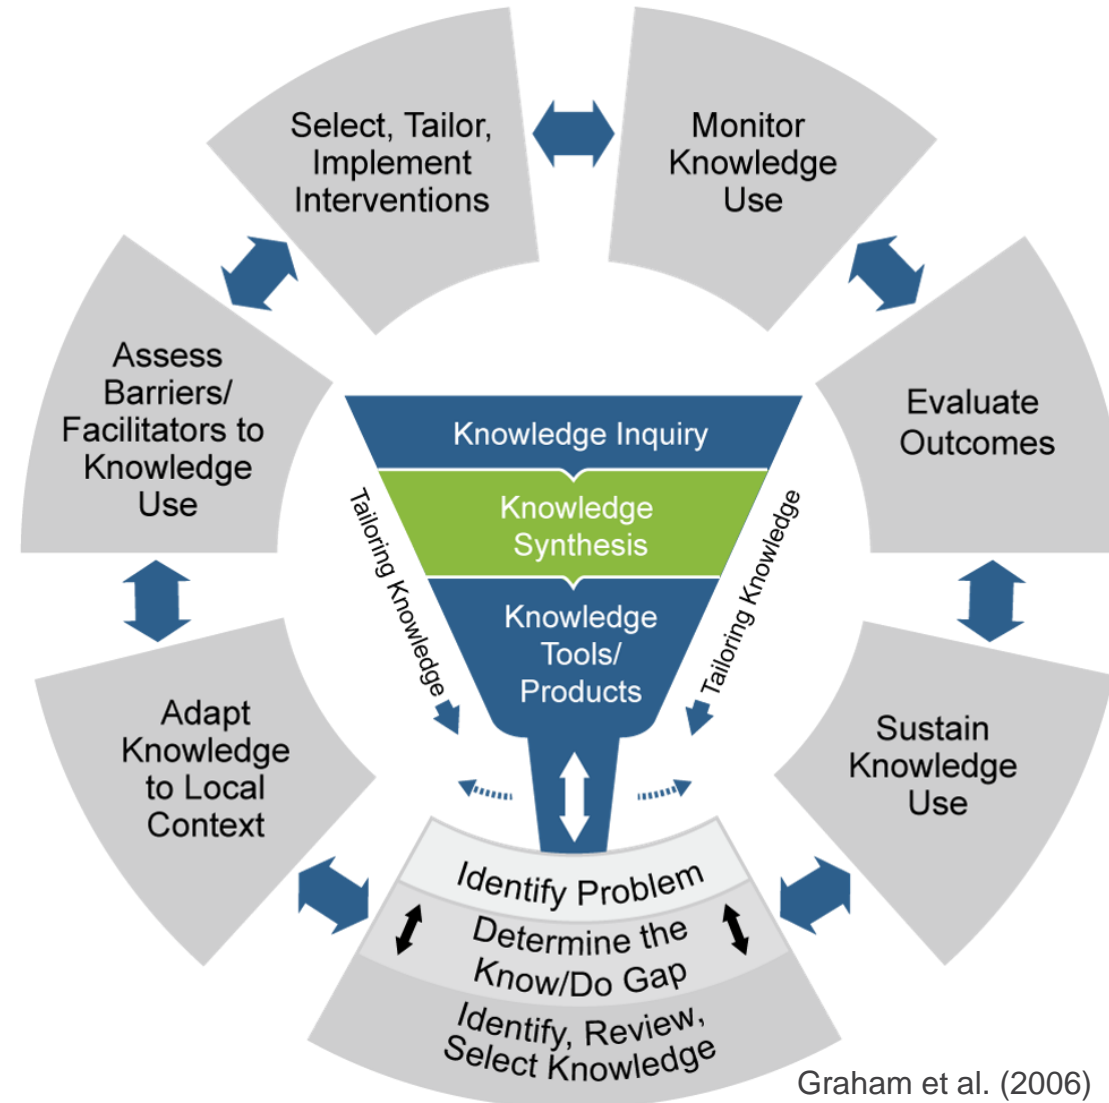 Select, Tailor,
Implement
Interventions
Monitor
Knowledge
Use
Assess
Barriers/
Facilitators to
Knowledge
Use
Evaluate
Outcomes
Knowledge Inquiry
Knowledge
Synthesis
Knowledge
Tools/
Products
Tailoring Knowledge
Tailoring Knowledge
Adapt
Knowledge
to Local
Context
Sustain
Knowledge
Use
Identify Problem
Determine the
Know/Do Gap
Identify, Review,
Select Knowledge
Graham et al. (2006)